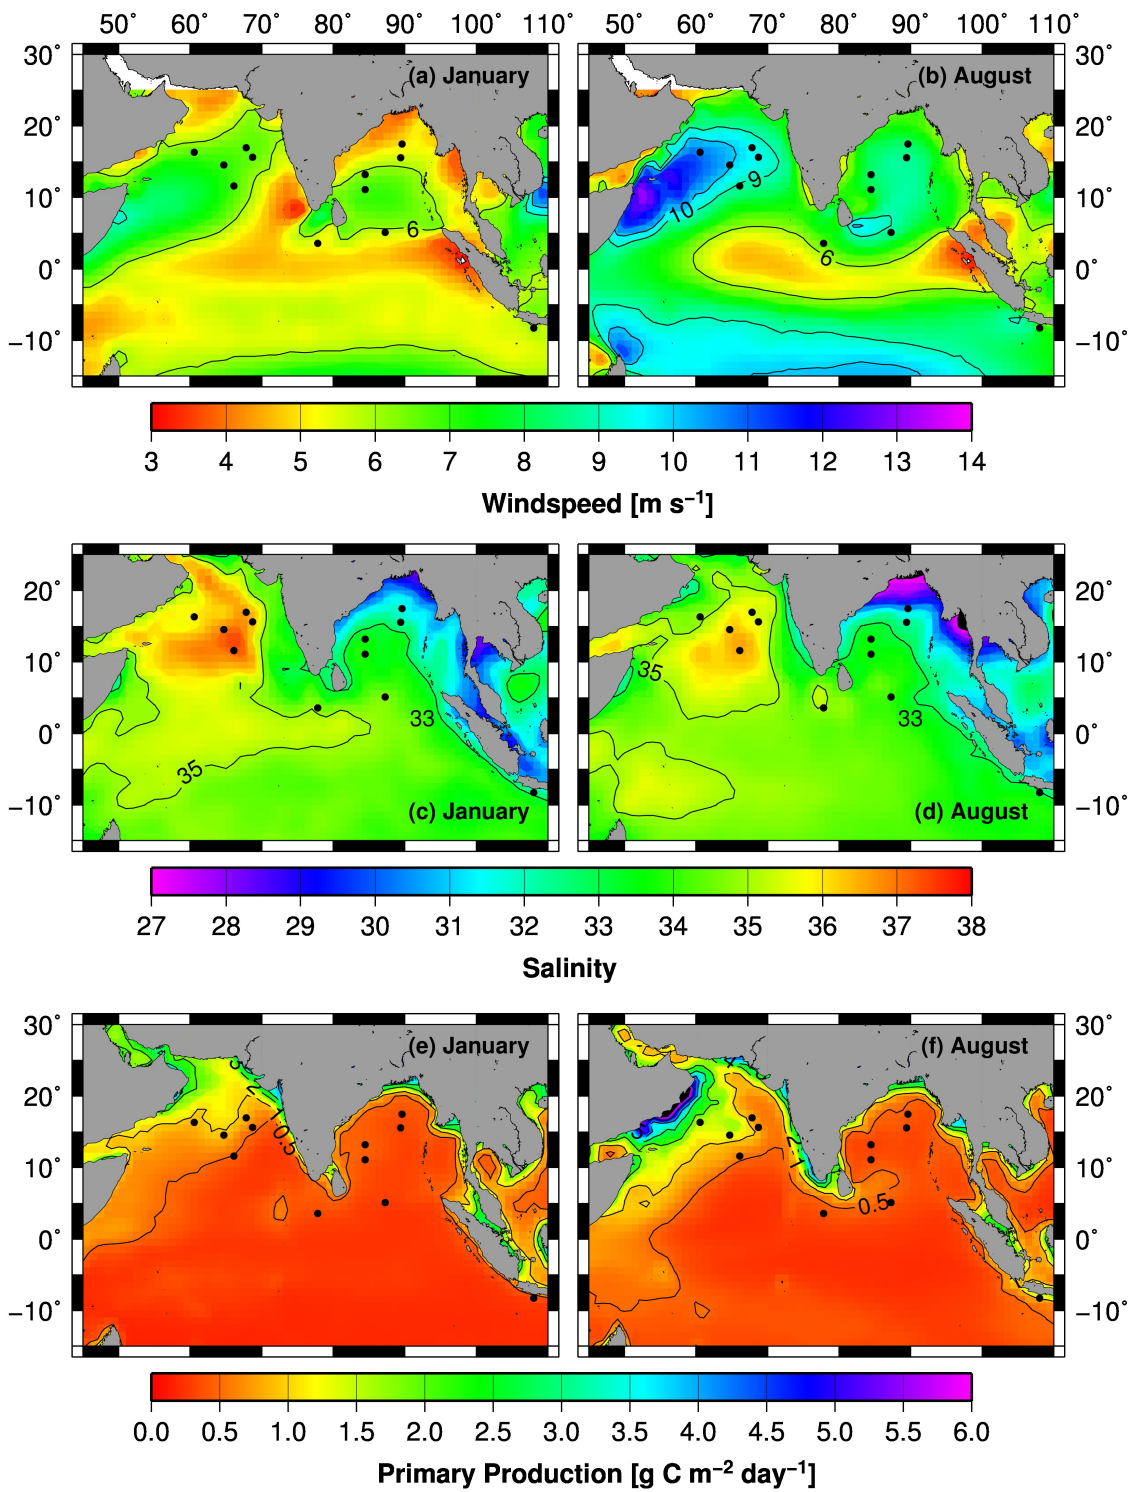 50° 60° 70° 80° 90° 100° 110° 50° 60° 70° 80° 90° 100° 110°
30° (a) January (b) August 30°
20° 20°
10° 9 10 10°
6 6
0° 0°
−10° −10°
3 4 5 6 7 8 9 10 11 12 13 14
Windspeed [m s−1]
20° 20°
10° 35 10°
33 33
0° 0°
35
−10° (c) January (d) August −10°
27 28 29 30 31 32 33 34 35 36 37 38
Salinity
30° (e) January (f) August 30°
20° 2 1 20°
0.5 2 1
10° 10°
0.5
0° 0°
−10° −10°
0.0 0.5 1.0 1.5 2.0 2.5 3.0 3.5 4.0 4.5 5.0 5.5 6.0
Primary Production [g C m−2 day−1]